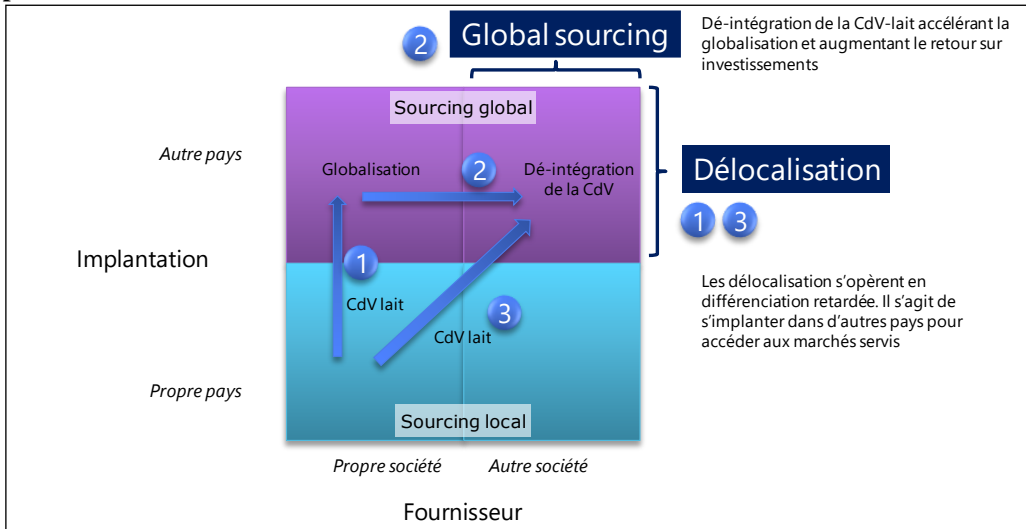 2
Global sourcing
Dé-intégration de la CdV-lait accélérant la
globalisation et augmentant le retour sur
investissements
Sourcing global
Autre pays
Globalisation
2
Dé-intégration
de la CdV
Délocalisation
1 3
Implantation
1
CdV lait
3
CdV lait
Les délocalisation s’opèrent en
différenciation retardée. Il s’agit de
s’implanter dans d’autres pays pour
accéder aux marchés servis
Propre pays
Sourcing local
Propre société
Autre société
Fournisseur